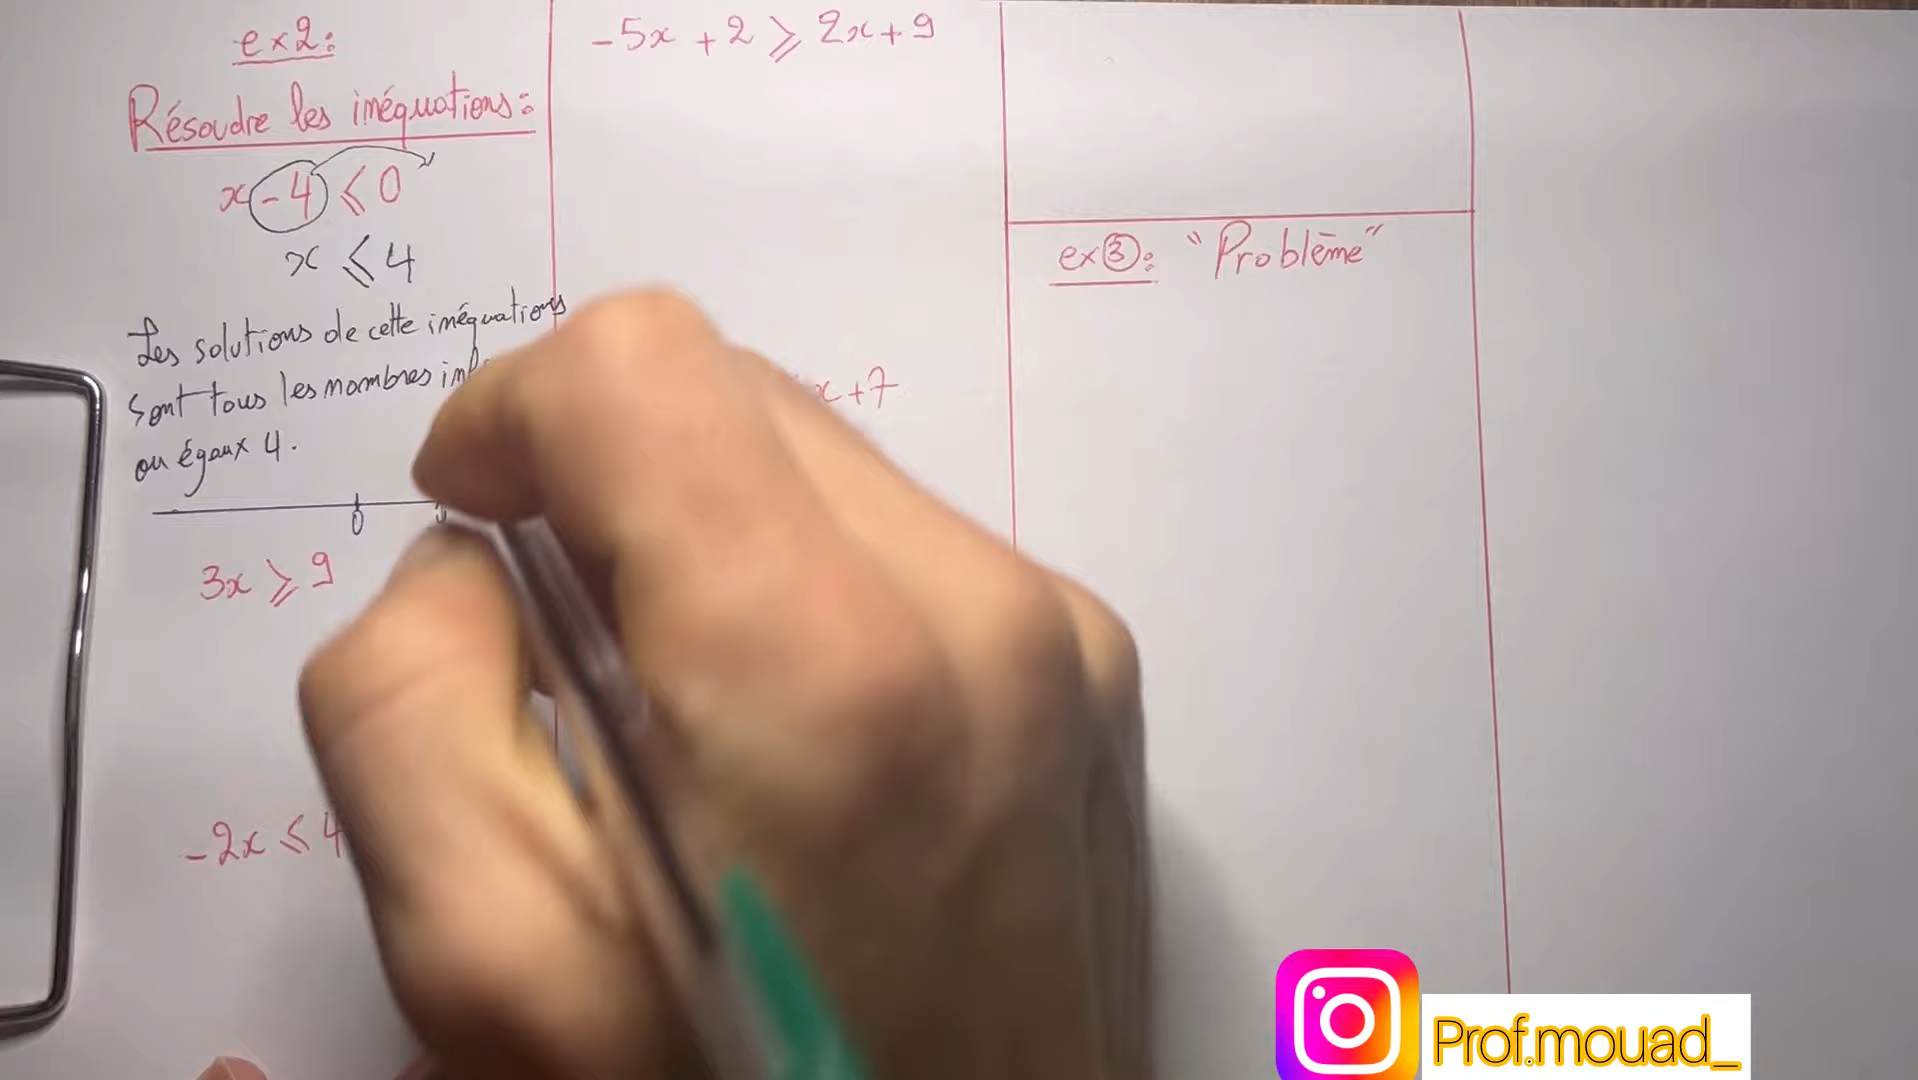 ex2:
Résoudre les inéquations:
x - 4 ⩽ 0
x ⩽ 4
Les solutions de cette inéquations
sont tous les nombres
ou égaux 4.
0
3x ⩾ 9
-2x ⩽ 4
-5x + 2 ⩾ 2x + 9
x + 7
ex③: "Problème"
Prof.mouad_